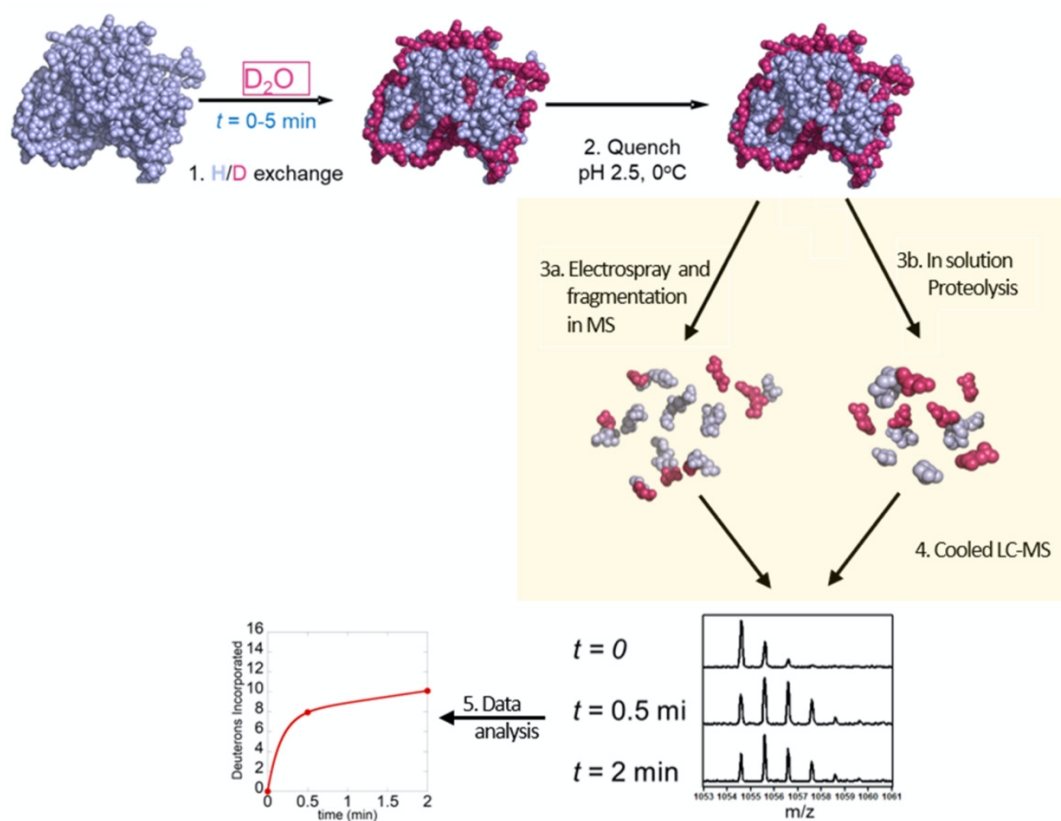 D₂O
t = 0-5 min
1. H/D exchange
2. Quench
pH 2.5, 0°C
3a. Electrospray and
fragmentation
in MS
3b. In solution
Proteolysis
4. Cooled LC-MS
t = 0
t = 0.5 mi
t = 2 min
1053 1054 1055 1056 1057 1058 1059 1060 1061
m/z
5. Data
analysis
Deuterons Incorporated
16
14
12
10
8
6
4
2
0
0 0.5 1 1.5 2
time (min)